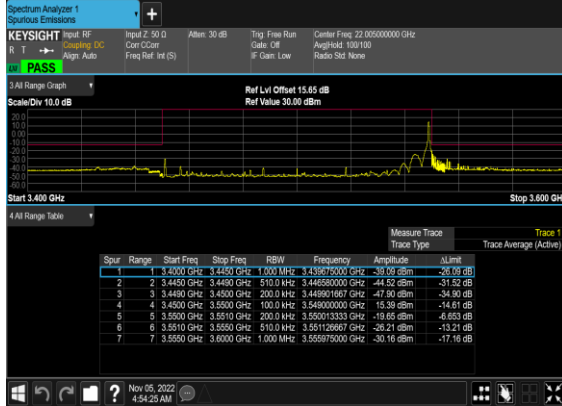 Spectrum Analyzer 1
Spurious Emissions
+
KEYSIGHT Input: RF Input Z: 50 Ω Atten: 30 dB Trig: Free Run Center Freq: 22.005000000 GHz
R T Coupling: DC Corr CCorr Gate: Off Avg|Hold: 100/100
Align: Auto Freq Ref: Int (S) IF Gain: Low Radio Std: None
PASS
3 All Range Graph Ref Lvl Offset 15.65 dB
Scale/Div 10.0 dB Ref Value 30.00 dBm
20.0
10.0
0.00
-10.0
-20.0
-30.0
-40.0
-50.0
-60.0
Start 3.400 GHz Stop 3.600 GH
4 All Range Table
Measure Trace Trace 1
Trace Type Trace Average (Active)
Spur Range Start Freq Stop Freq RBW Frequency Amplitude ΔLimit
1 1 3.4000 GHz 3.4450 GHz 1.000 MHz 3.439675000 GHz -39.09 dBm -26.09 dB
2 2 3.4450 GHz 3.4490 GHz 510.0 kHz 3.446580000 GHz -44.52 dBm -31.52 dB
3 3 3.4490 GHz 3.4500 GHz 200.0 kHz 3.449901667 GHz -47.90 dBm -34.90 dB
4 4 3.4500 GHz 3.5500 GHz 100.0 kHz 3.549000000 GHz 15.39 dBm -14.61 dB
5 5 3.5500 GHz 3.5510 GHz 200.0 kHz 3.550013333 GHz -19.65 dBm -6.653 dB
6 6 3.5510 GHz 3.5550 GHz 510.0 kHz 3.551126667 GHz -26.21 dBm -13.21 dB
7 7 3.5550 GHz 3.6000 GHz 1.000 MHz 3.555975000 GHz -30.16 dBm -17.16 dB
? Nov 05, 2022
4:54:25 AM